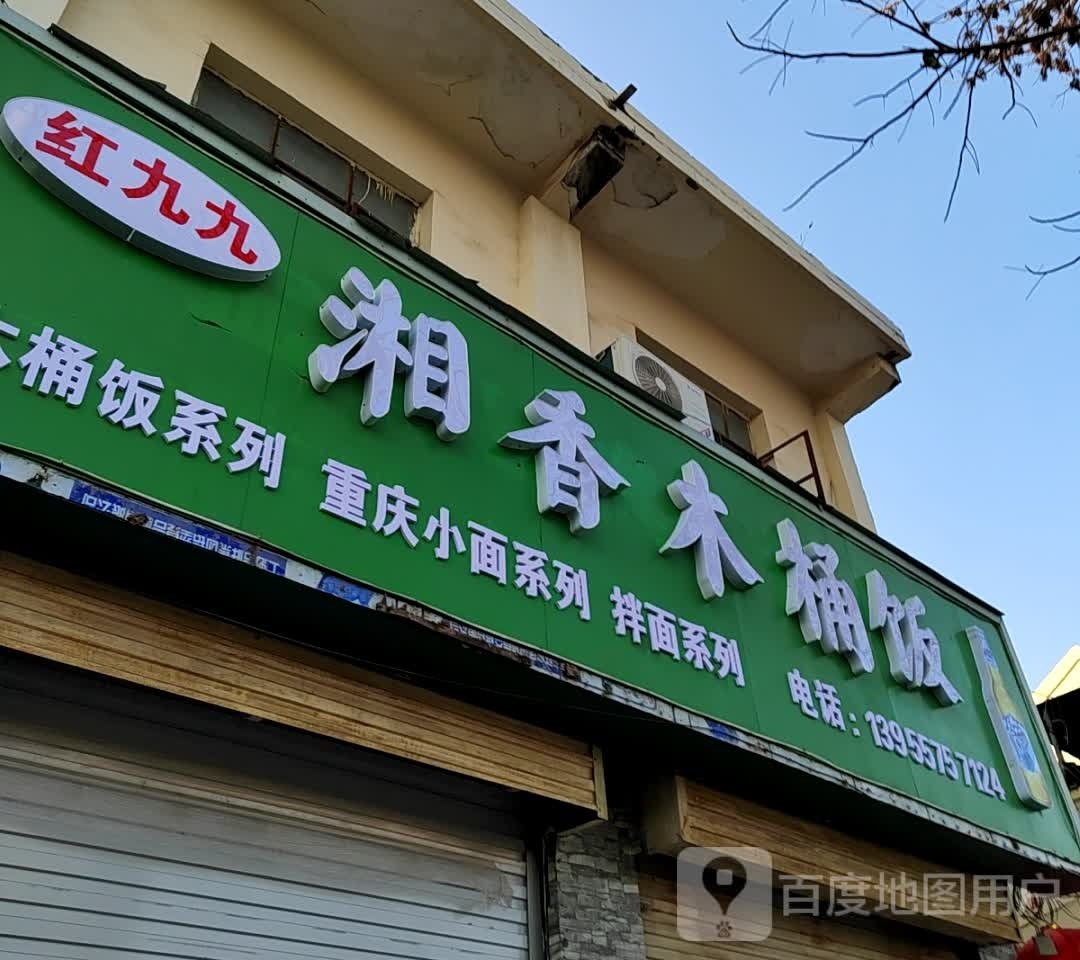 红九九
湘香木桶饭
木桶饭系列 重庆小面系列 拌面系列
电话：13955757124
百度地图用户